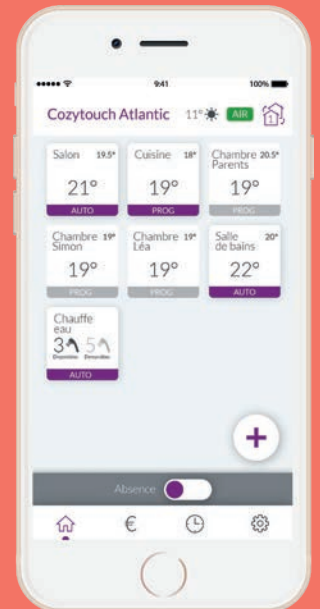 9:41
100%
Cozytouch Atlantic 11° AIR
1
Salon 19.5°
21°
AUTO
Cuisine 18°
19°
PROG
Chambre 20.5°
Parents
19°
PROG
Chambre 19°
Simon
19°
PROG
Chambre 19°
Léa
19°
PROG
Salle 20°
de bains
22°
AUTO
Chauffe
eau
3 5
Disponibles Demandées
AUTO
+
Absence
€